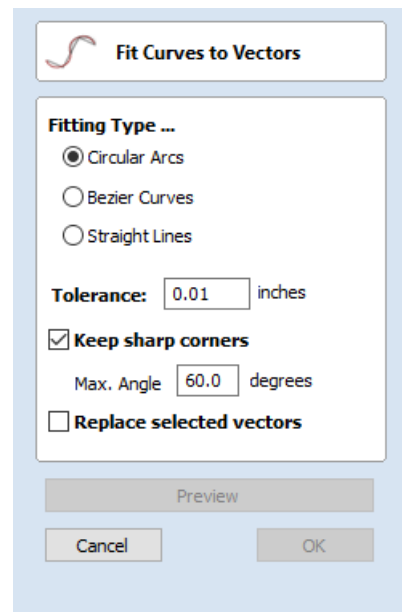 Fit Curves to Vectors
Fitting Type ...
Circular Arcs
Bezier Curves
Straight Lines
Tolerance: 0.01 inches
Keep sharp corners
Max. Angle 60.0 degrees
Replace selected vectors
Preview
Cancel OK